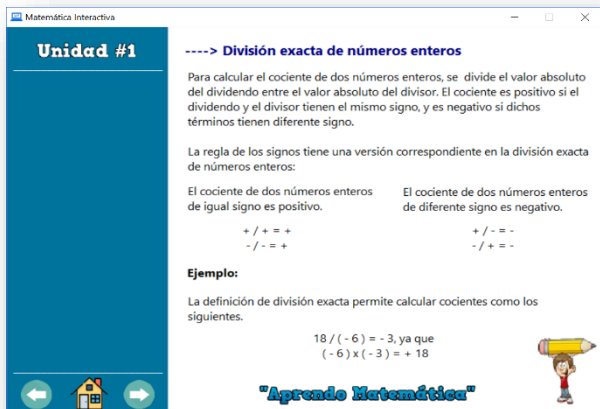 Matemática Interactiva
Unidad #1
----> División exacta de números enteros
Para calcular el cociente de dos números enteros, se divide el valor absoluto
del dividendo entre el valor absoluto del divisor. El cociente es positivo si el
dividendo y el divisor tienen el mismo signo, y es negativo si dichos
términos tienen diferente signo.
La regla de los signos tiene una versión correspondiente en la división exacta
de números enteros:
El cociente de dos números enteros
de igual signo es positivo.
+ / + = +
- / - = +
El cociente de dos números enteros
de diferente signo es negativo.
+ / - = -
- / + = -
Ejemplo:
La definición de división exacta permite calcular cocientes como los
siguientes.
18 / ( - 6 ) = - 3, ya que
( - 6 ) x ( - 3 ) = + 18
"Aprendo Matemática"